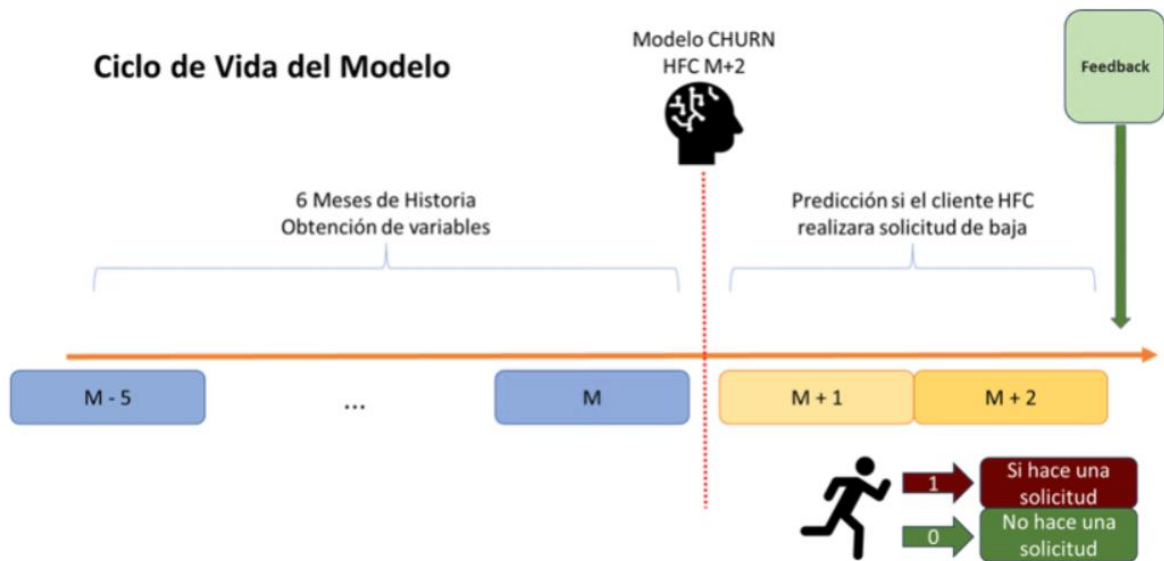 Ciclo de Vida del Modelo
Modelo CHURN
HFC M+2
Feedback
6 Meses de Historia
Obtención de variables
Predicción si el cliente HFC
realizara solicitud de baja
M - 5
...
M
M + 1
M + 2
1
Si hace una
solicitud
0
No hace una
solicitud